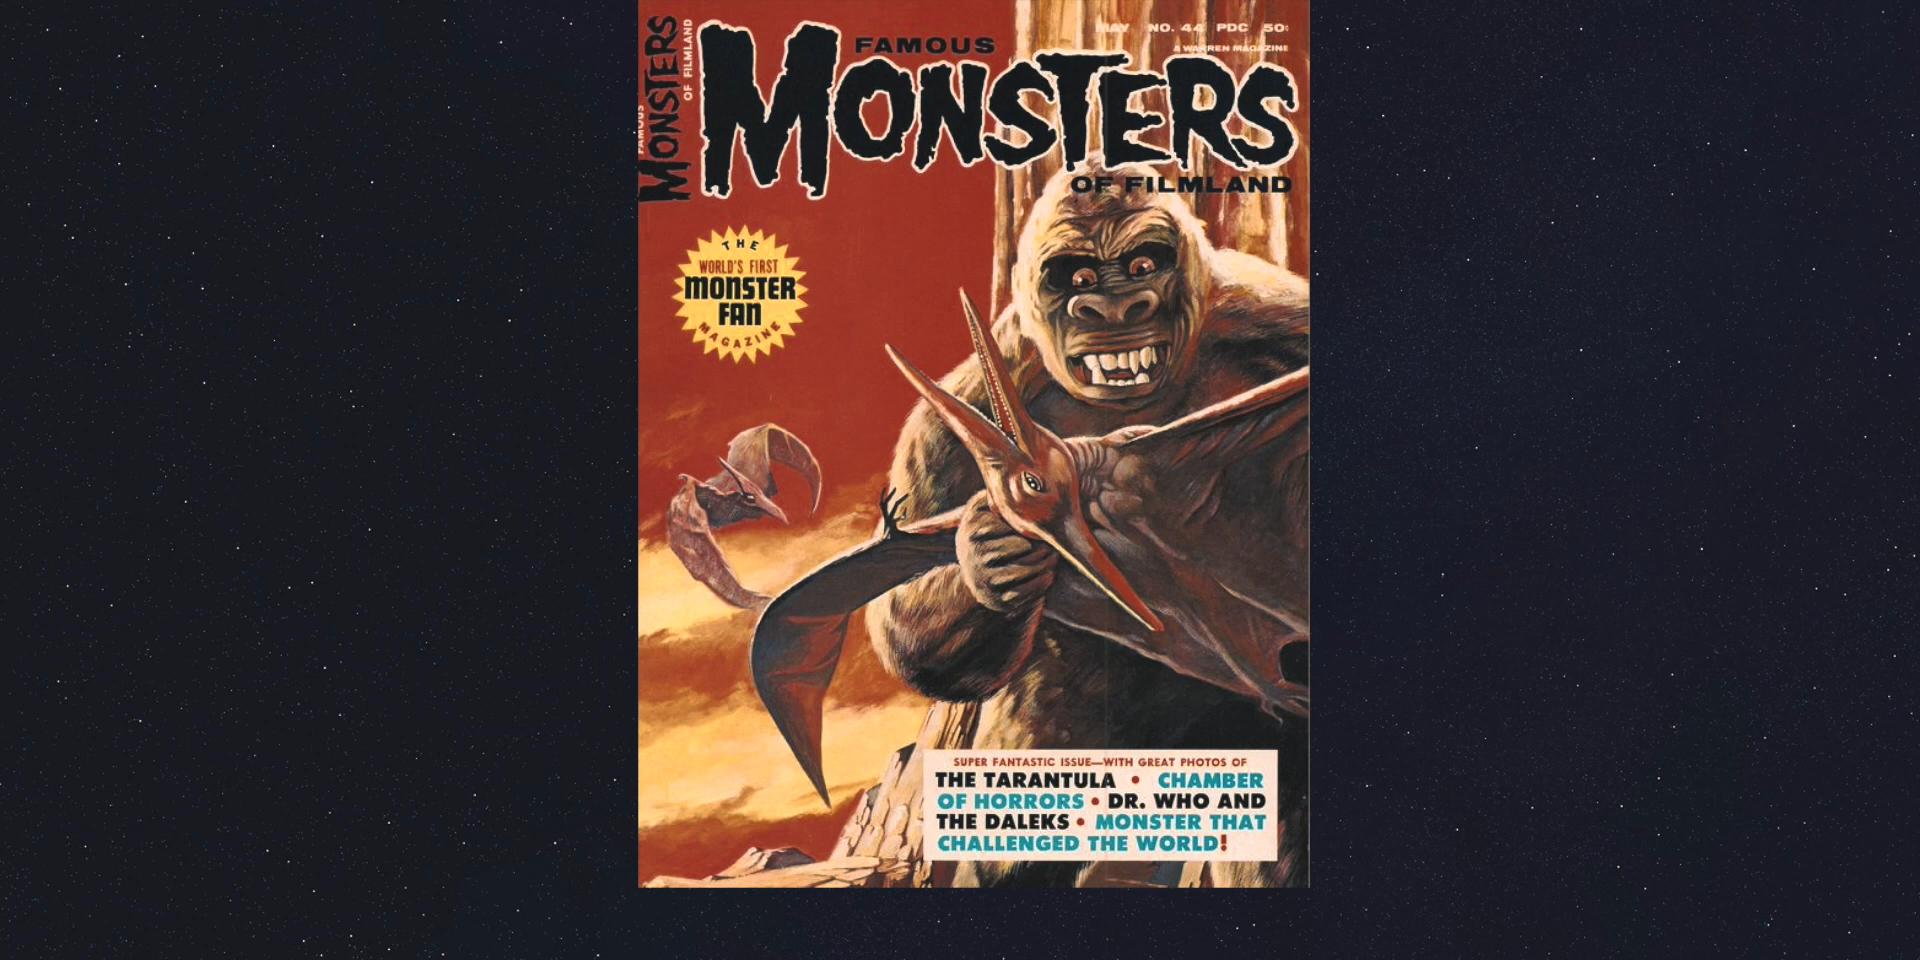 FAMOUS
MONSTERS
OF FILMLAND
MAY NO. 44 PDC 50¢
A WARREN MAGAZINE
FAMOUS
MONSTERS
OF FILMLAND
THE
WORLD'S FIRST
MONSTER
FAN
MAGAZINE
SUPER FANTASTIC ISSUE—WITH GREAT PHOTOS OF
THE TARANTULA • CHAMBER
OF HORRORS • DR. WHO AND
THE DALEKS • MONSTER THAT
CHALLENGED THE WORLD!